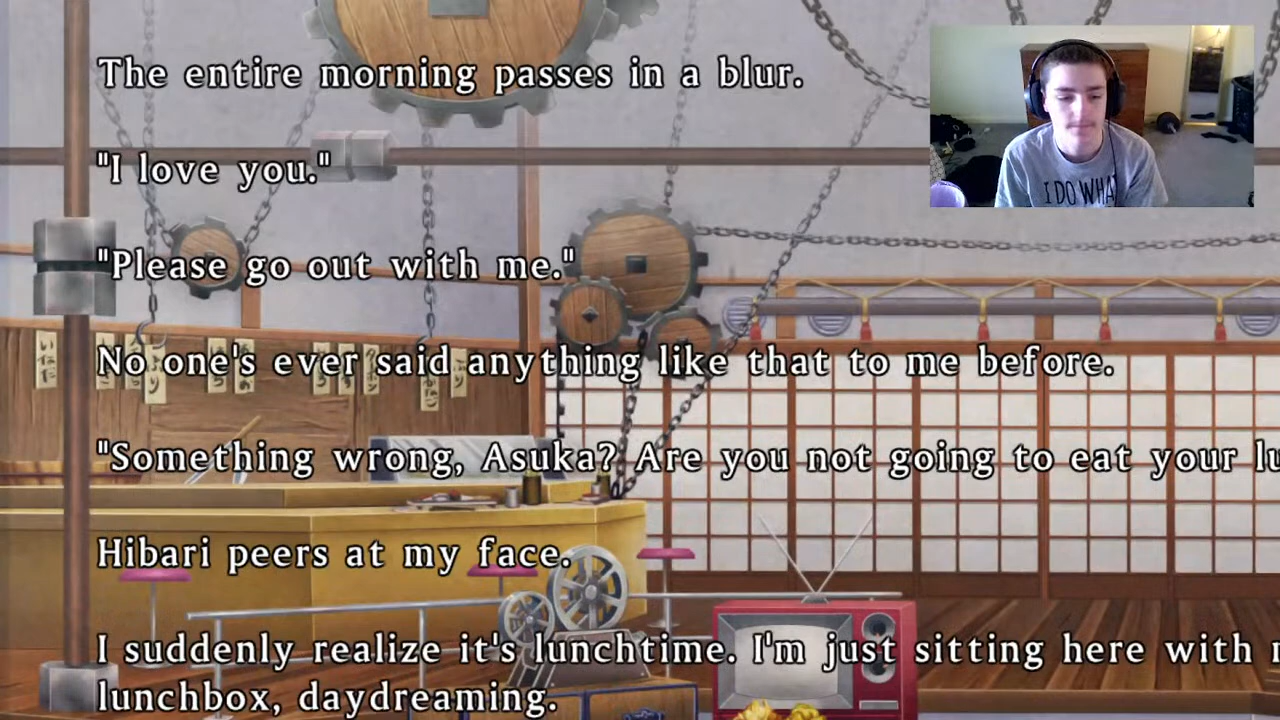 The entire morning passes in a blur.
"I love you."
"Please go out with me."
No one's ever said anything like that to me before.
"Something wrong, Asuka? Are you not going to eat your
Hibari peers at my face.
I suddenly realize it's lunchtime. I'm just sitting here with
lunchbox, daydreaming.
I DO WHA